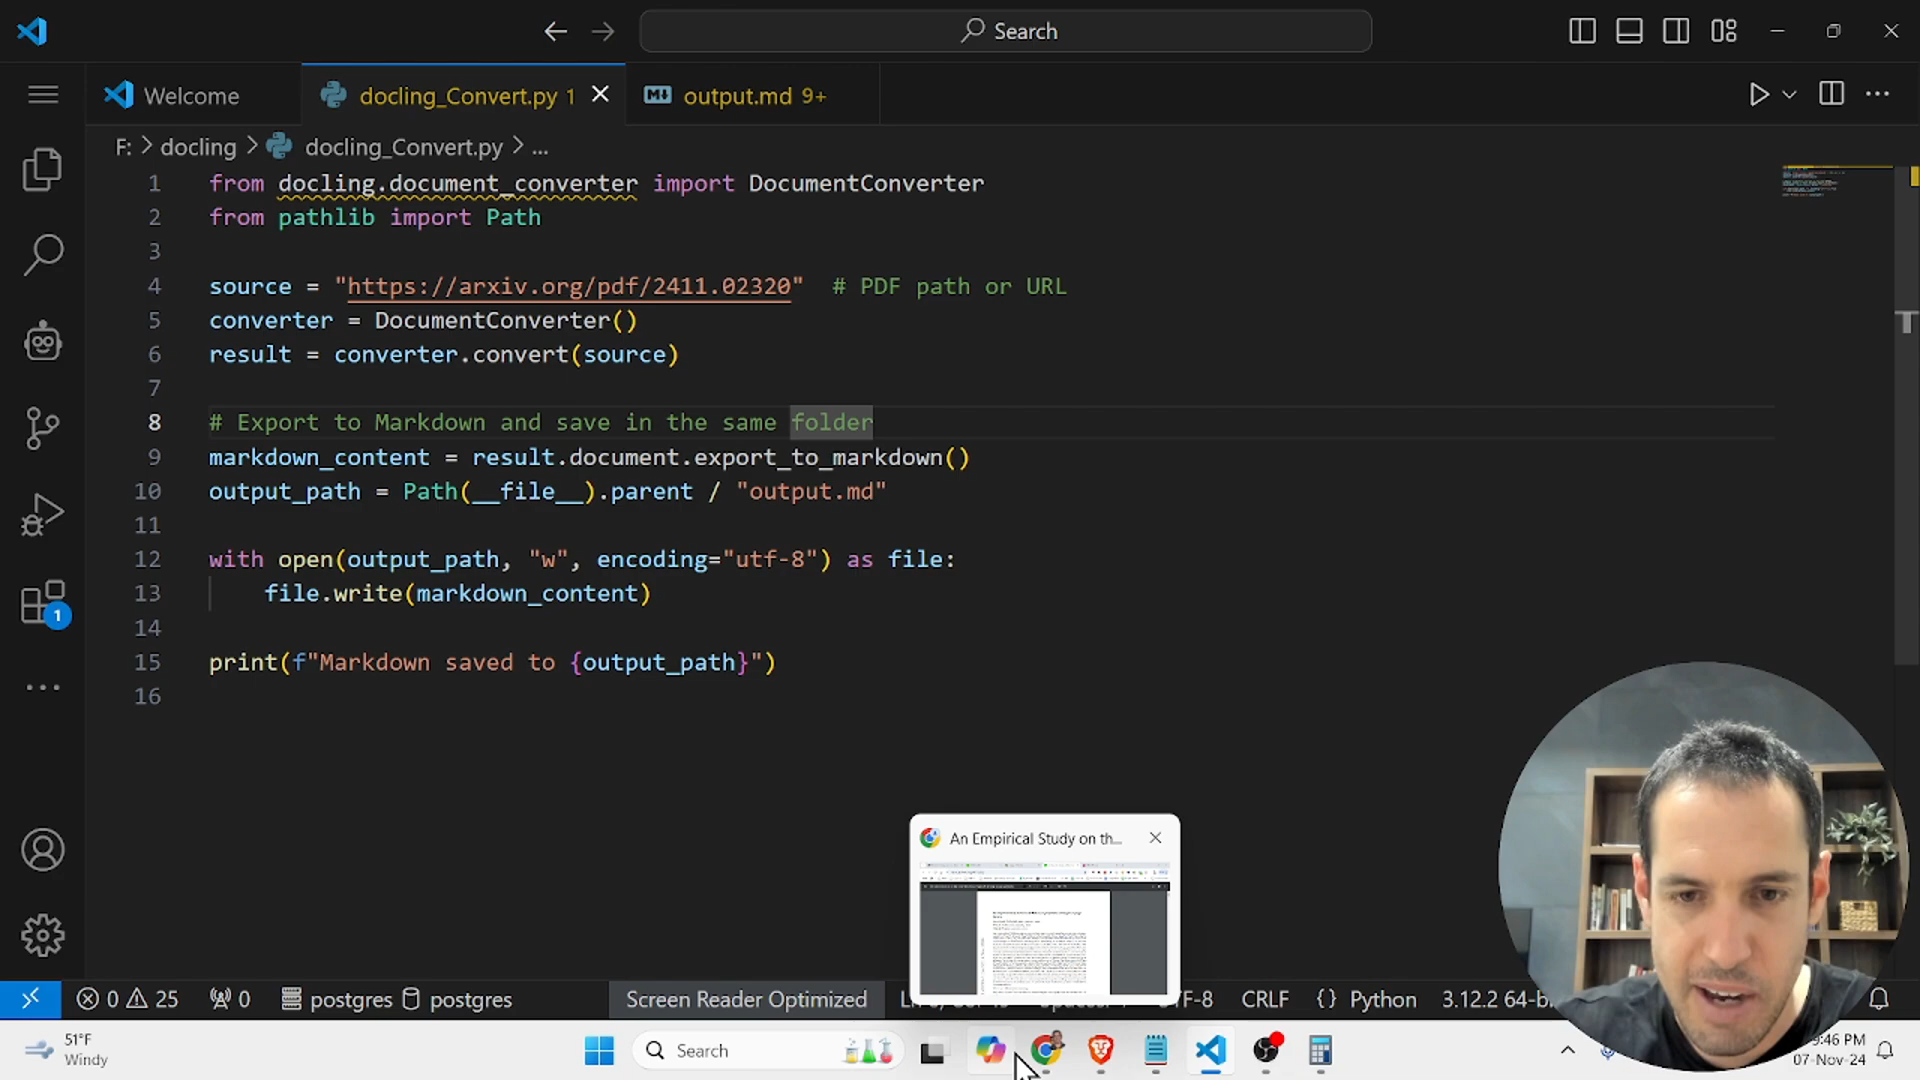 Search
Welcome
docling_Convert.py 1
output.md 9+
F: > docling > docling_Convert.py > ...
1 from docling.document_converter import DocumentConverter
2 from pathlib import Path
3
4 source = "https://arxiv.org/pdf/2411.02320" # PDF path or URL
5 converter = DocumentConverter()
6 result = converter.convert(source)
7
8 # Export to Markdown and save in the same folder
9 markdown_content = result.document.export_to_markdown()
10 output_path = Path(__file__).parent / "output.md"
11
12 with open(output_path, "w", encoding="utf-8") as file:
13 file.write(markdown_content)
14
15 print(f"Markdown saved to {output_path}")
16
1
An Empirical Study on th...
0 25 0 postgres postgres
Screen Reader Optimized
CRLF {} Python 3.12.2 64-b
51°F
Windy
Search
9:46 PM
07-Nov-24